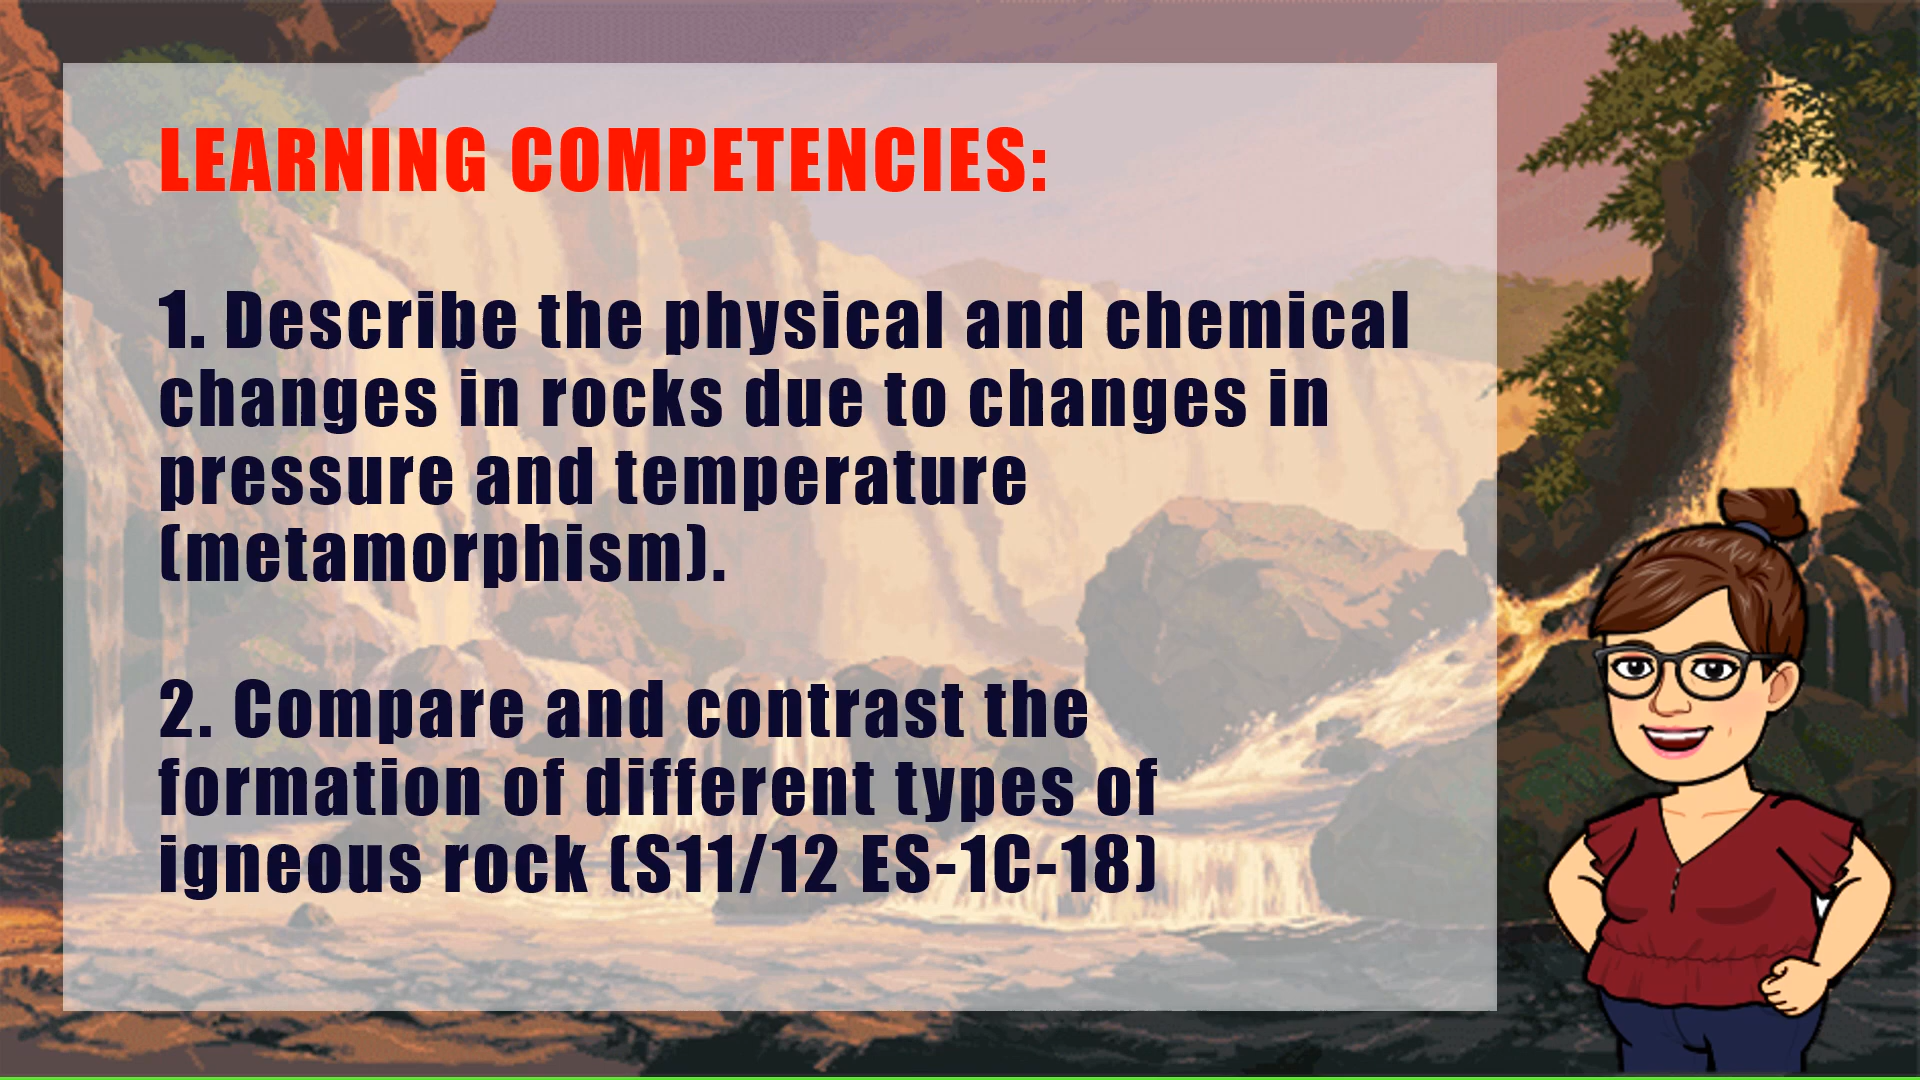 LEARNING COMPETENCIES:
1. Describe the physical and chemical
changes in rocks due to changes in
pressure and temperature
(metamorphism).
2. Compare and contrast the
formation of different types of
igneous rock (S11/12 ES-1C-18)